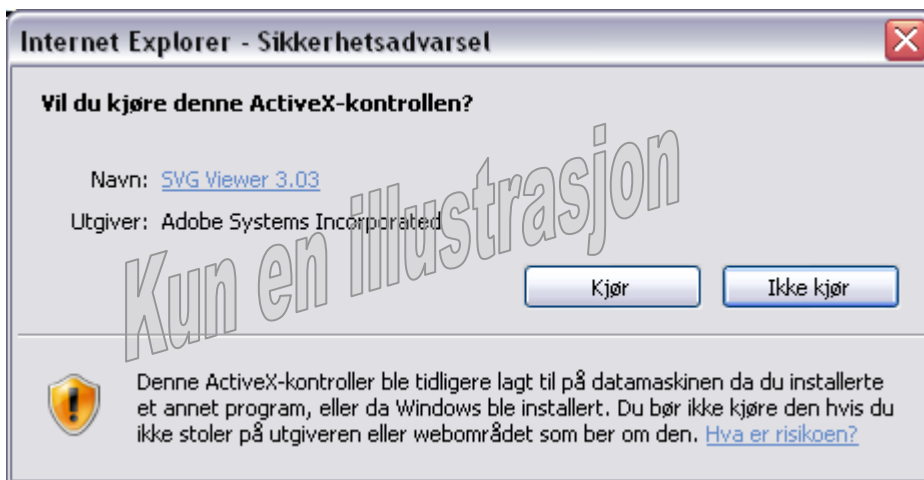 Internet Explorer - Sikkerhetsadvarsel
Vil du kjøre denne ActiveX-kontrollen?
Navn: SVG Viewer 3.03
Utgiver: Adobe Systems Incorporated
Kun en illustrasjon
Kjør
Ikke kjør
Denne ActiveX-kontroller ble tidligere lagt til på datamaskinen da du installerte
et annet program, eller da Windows ble installert. Du bør ikke kjøre den hvis du
ikke stoler på utgiveren eller webområdet som ber om den. Hva er risikoen?